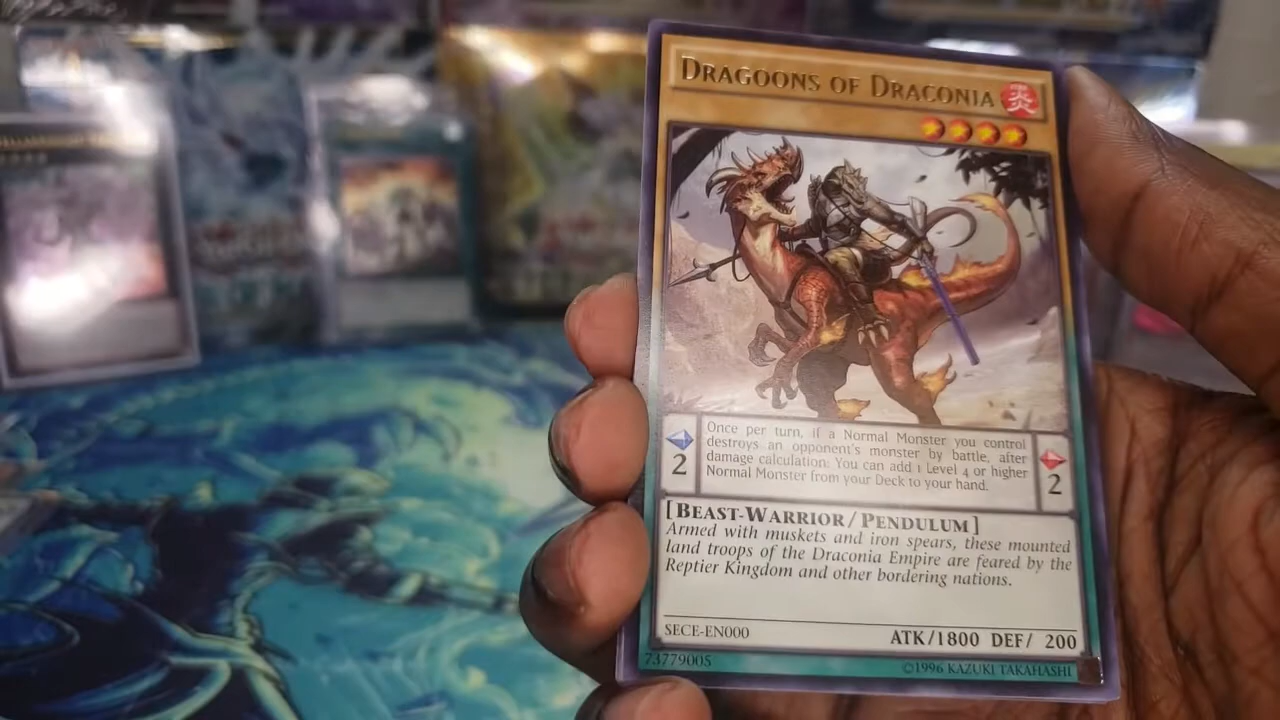 DRAGOONS OF DRACONIA
炎
Once per turn, if a Normal Monster you control
destroys an opponent's monster by battle, after
damage calculation: You can add 1 Level 4 or higher
Normal Monster from your Deck to your hand.
2
2
[BEAST-WARRIOR/PENDULUM]
Armed with muskets and iron spears, these mounted
land troops of the Draconia Empire are feared by the
Reptier Kingdom and other bordering nations.
SECE-EN000
ATK/1800 DEF/ 200
73779005
©1996 KAZUKI TAKAHASHI